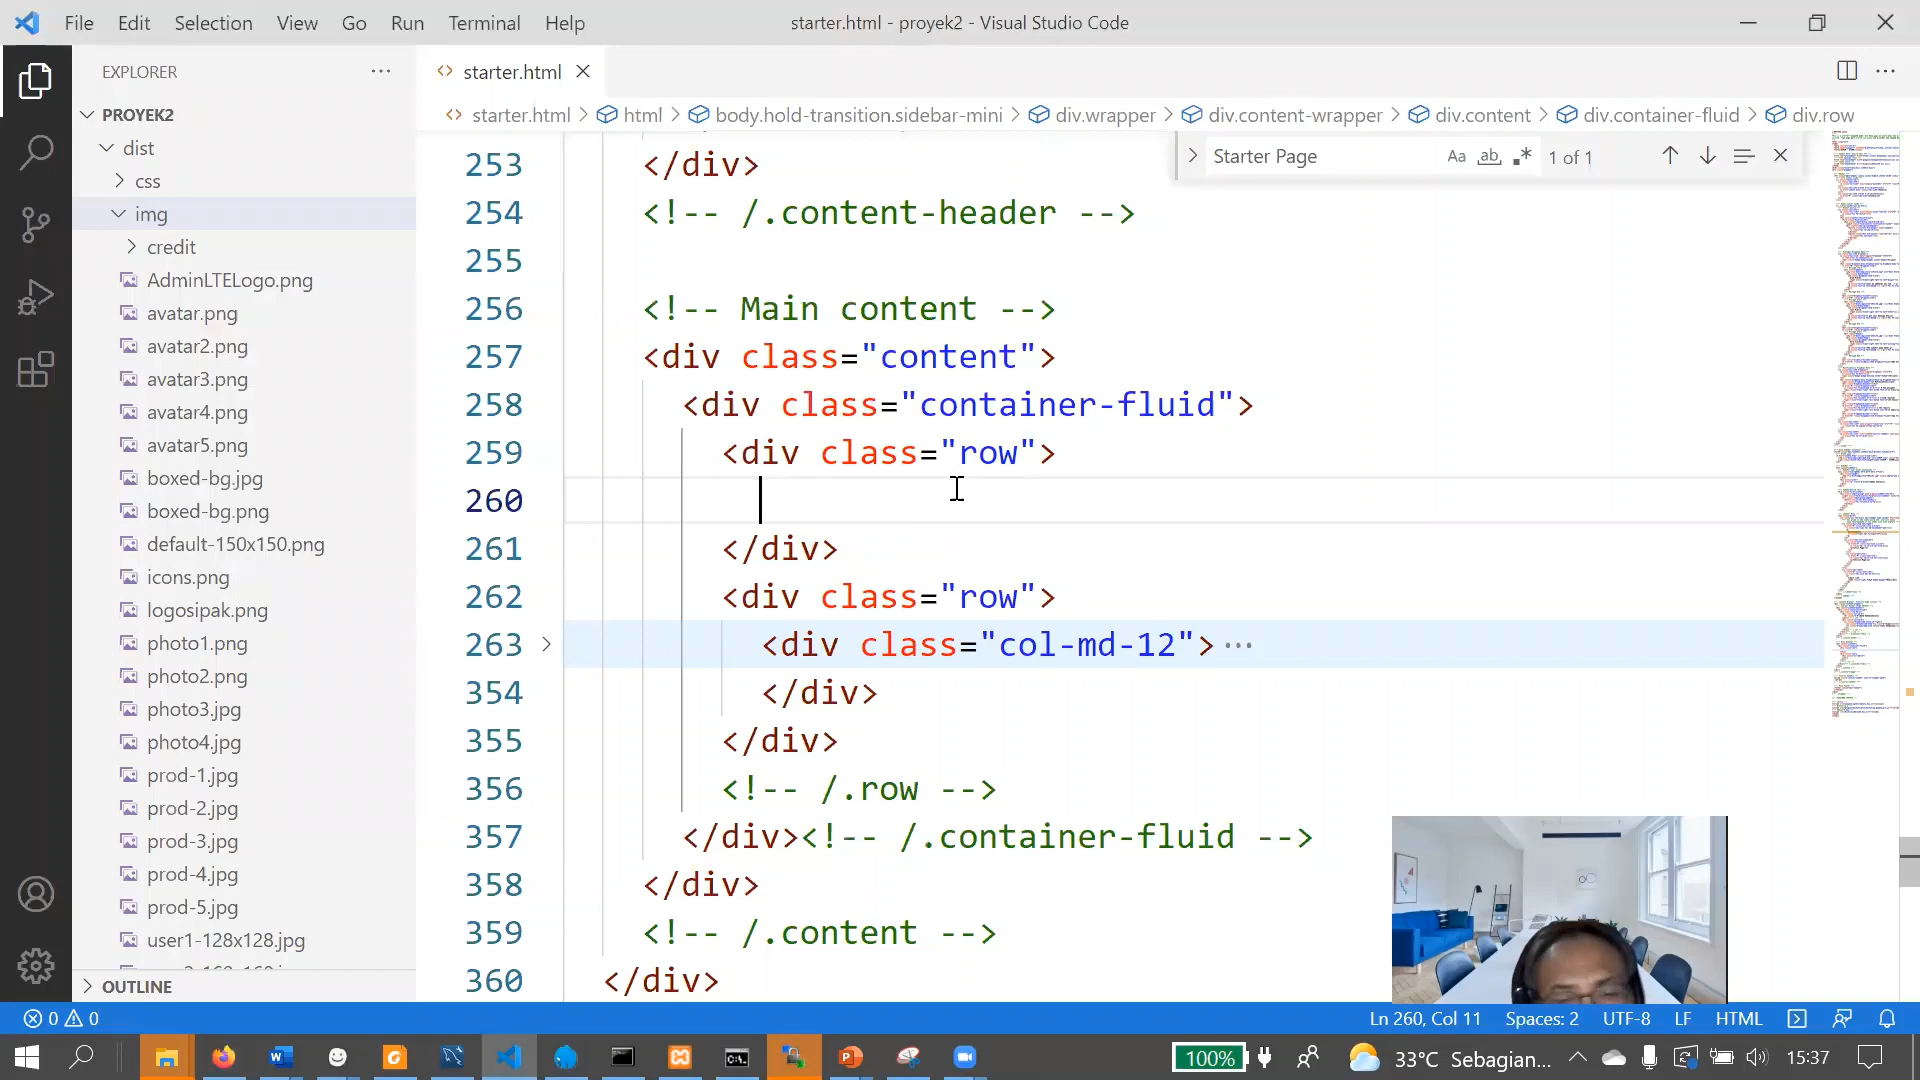 File Edit Selection View Go Run Terminal Help
starter.html - proyek2 - Visual Studio Code
EXPLORER
starter.html
PROYEK2
starter.html > html > body.hold-transition.sidebar-mini > div.wrapper > div.content-wrapper > div.content > div.container-fluid > div.row
dist
css
img
credit
AdminLTELogo.png
avatar.png
avatar2.png
avatar3.png
avatar4.png
avatar5.png
boxed-bg.jpg
boxed-bg.png
default-150x150.png
icons.png
logosipak.png
photo1.png
photo2.png
photo3.jpg
photo4.jpg
prod-1.jpg
prod-2.jpg
prod-3.jpg
prod-4.jpg
prod-5.jpg
user1-128x128.jpg
OUTLINE
Starter Page Aa ab .* 1 of 1
253 </div>
254 <!-- /.content-header -->
255
256 <!-- Main content -->
257 <div class="content">
258 <div class="container-fluid">
259 <div class="row">
260
261 </div>
262 <div class="row">
263 <div class="col-md-12">...
354 </div>
355 </div>
356 <!-- /.row -->
357 </div><!-- /.container-fluid -->
358 </div>
359 <!-- /.content -->
360 </div>
0 0
Ln 260, Col 11 Spaces: 2 UTF-8 LF HTML
100% 33°C Sebagian... 15:37